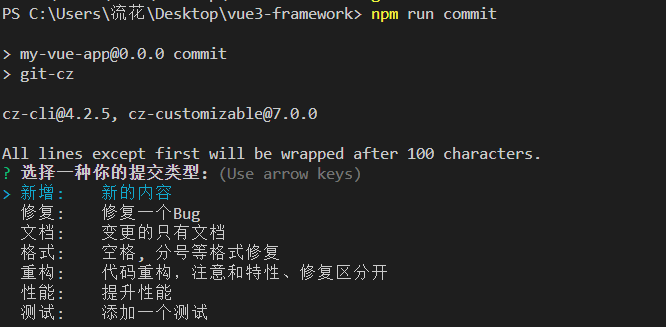 PS C:\Users\流花\Desktop\vue3-framework> npm run commit
> my-vue-app@0.0.0 commit
> git-cz
cz-cli@4.2.5, cz-customizable@7.0.0
All lines except first will be wrapped after 100 characters.
? 选择一种你的提交类型: (Use arrow keys)
> 新增: 新的内容
修复: 修复一个Bug
文档: 变更的只有文档
格式: 空格, 分号等格式修复
重构: 代码重构，注意和特性、修复区分开
性能: 提升性能
测试: 添加一个测试